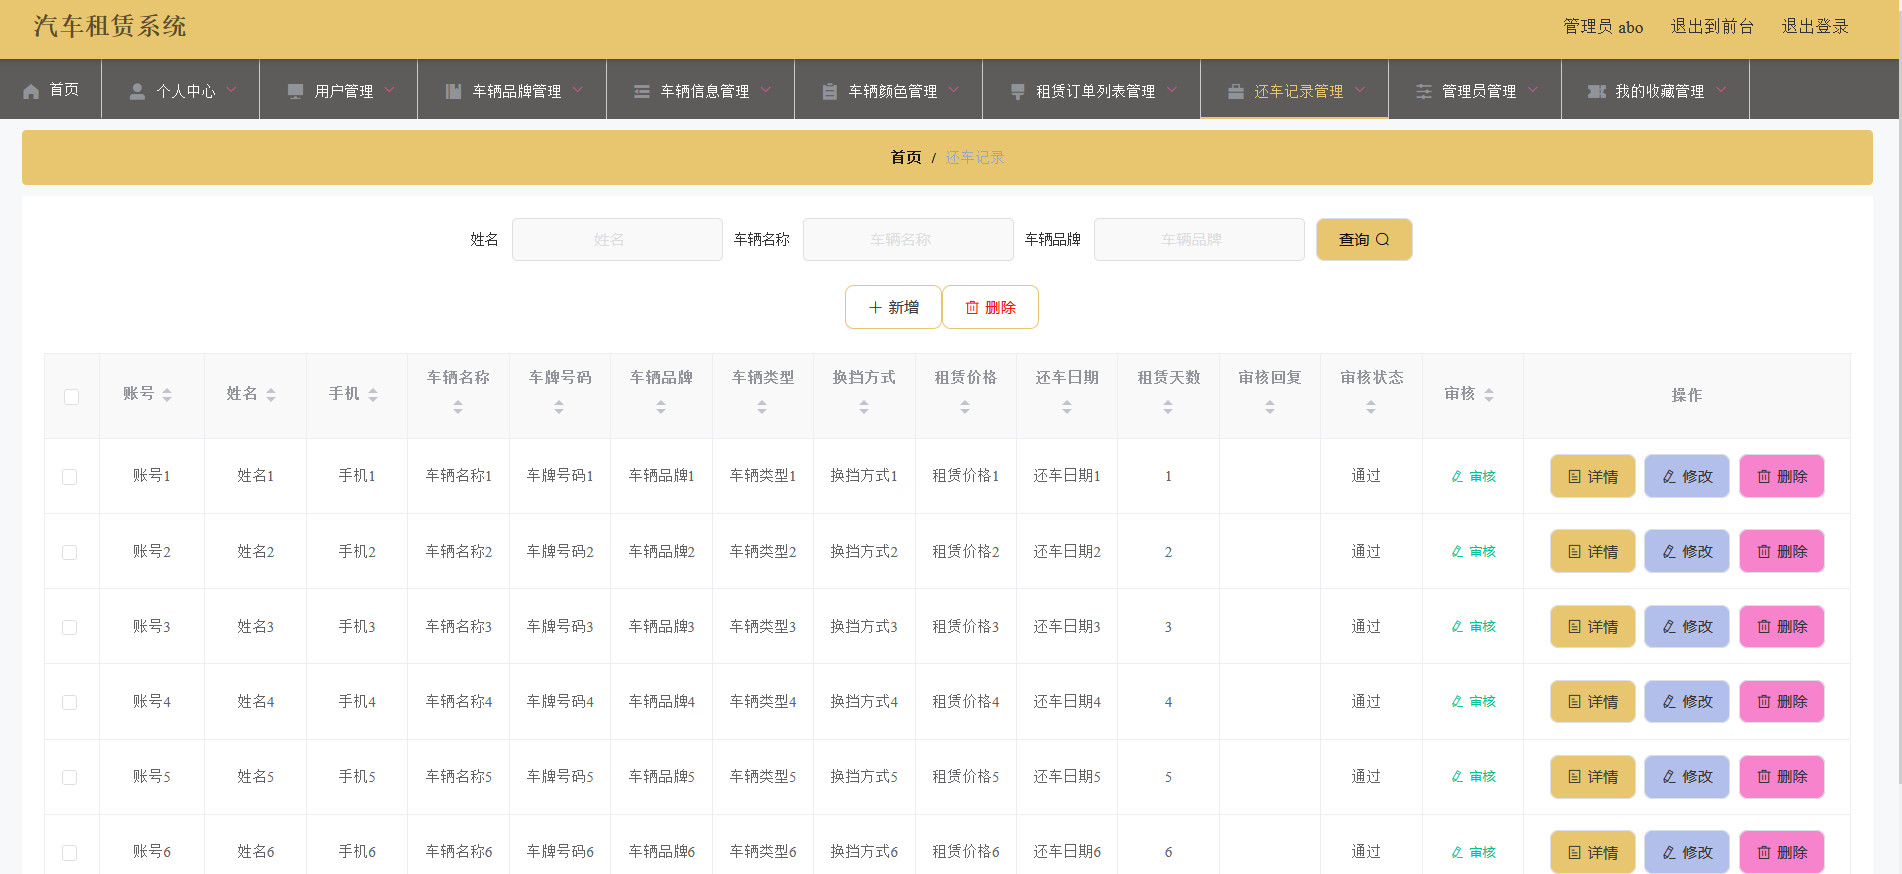 汽车租赁系统 管理员 abo 退出到前台 退出登录
首页 个人中心 用户管理 车辆品牌管理 车辆信息管理 车辆颜色管理 租赁订单列表管理 还车记录管理 管理员管理 我的收藏管理
首页 / 还车记录
姓名 姓名 车辆名称 车辆名称 车辆品牌 车辆品牌 查询
新增 删除
账号 姓名 手机 车辆名称 车牌号码 车辆品牌 车辆类型 换挡方式 租赁价格 还车日期 租赁天数 审核回复 审核状态 审核 操作
账号1 姓名1 手机1 车辆名称1 车牌号码1 车辆品牌1 车辆类型1 换挡方式1 租赁价格1 还车日期1 1 通过 审核 详情 修改 删除
账号2 姓名2 手机2 车辆名称2 车牌号码2 车辆品牌2 车辆类型2 换挡方式2 租赁价格2 还车日期2 2 通过 审核 详情 修改 删除
账号3 姓名3 手机3 车辆名称3 车牌号码3 车辆品牌3 车辆类型3 换挡方式3 租赁价格3 还车日期3 3 通过 审核 详情 修改 删除
账号4 姓名4 手机4 车辆名称4 车牌号码4 车辆品牌4 车辆类型4 换挡方式4 租赁价格4 还车日期4 4 通过 审核 详情 修改 删除
账号5 姓名5 手机5 车辆名称5 车牌号码5 车辆品牌5 车辆类型5 换挡方式5 租赁价格5 还车日期5 5 通过 审核 详情 修改 删除
账号6 姓名6 手机6 车辆名称6 车牌号码6 车辆品牌6 车辆类型6 换挡方式6 租赁价格6 还车日期6 6 通过 审核 详情 修改 删除